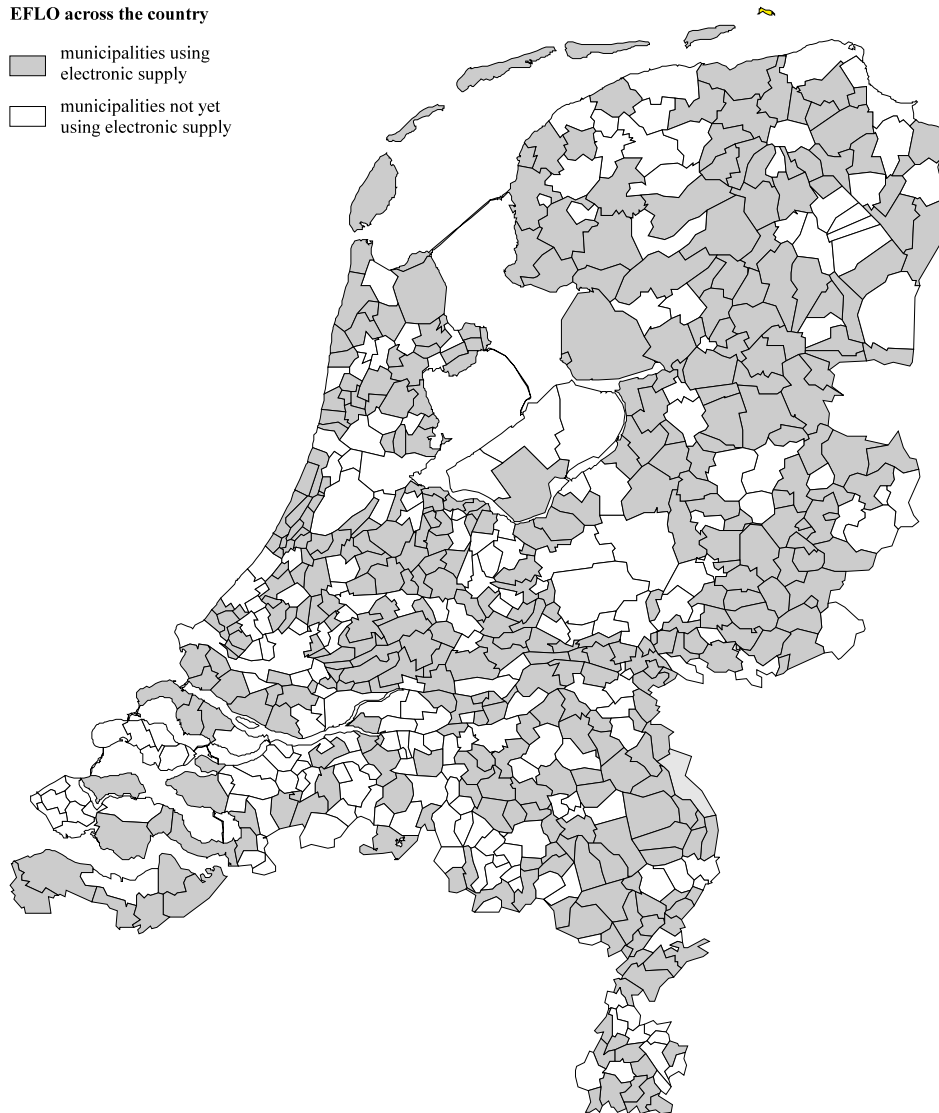 EFLO across the country
municipalities using
electronic supply
municipalities not yet
using electronic supply